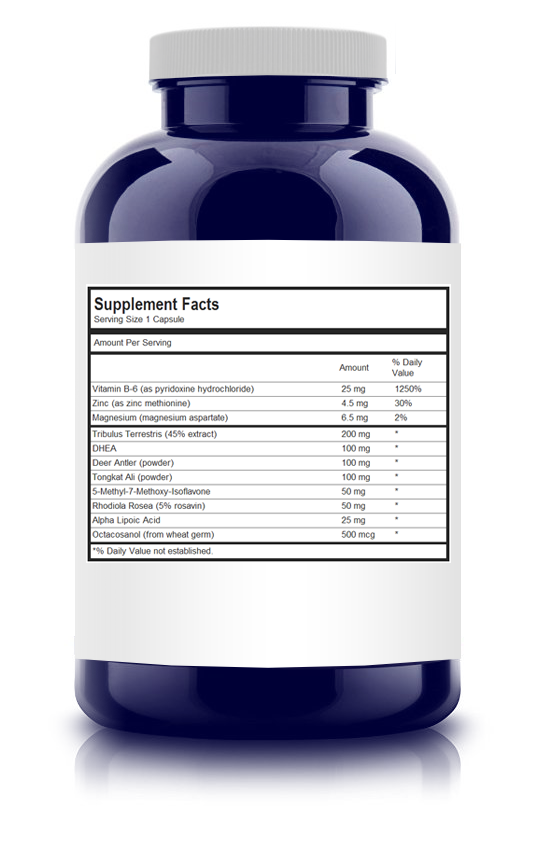 Supplement Facts
Serving Size 1 Capsule
Amount Per Serving
Amount % Daily Value
Vitamin B-6 (as pyridoxine hydrochloride) 25 mg 1250%
Zinc (as zinc methionine) 4.5 mg 30%
Magnesium (magnesium aspartate) 6.5 mg 2%
Tribulus Terrestris (45% extract) 200 mg *
DHEA 100 mg *
Deer Antler (powder) 100 mg *
Tongkat Ali (powder) 100 mg *
5-Methyl-7-Methoxy-Isoflavone 50 mg *
Rhodiola Rosea (5% rosavin) 50 mg *
Alpha Lipoic Acid 25 mg *
Octacosanol (from wheat germ) 500 mcg *
*% Daily Value not established.